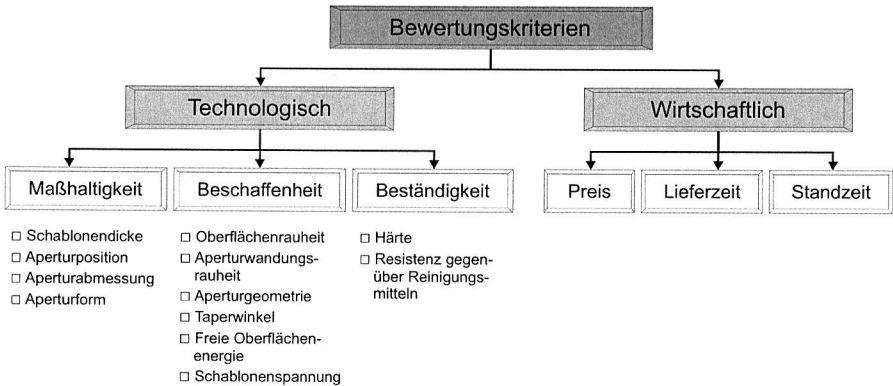 Bewertungskriterien
Technologisch
Wirtschaftlich
Maßhaltigkeit
Beschaffenheit
Beständigkeit
Preis
Lieferzeit
Standzeit
□ Schablonendicke
□ Aperturposition
□ Aperturabmessung
□ Aperturform
□ Oberflächenrauheit
□ Aperturwandungs-
rauheit
□ Aperturgeometrie
□ Taperwinkel
□ Freie Oberflächen-
energie
□ Schablonenspannung
□ Härte
□ Resistenz gegen-
über Reinigungs-
mitteln